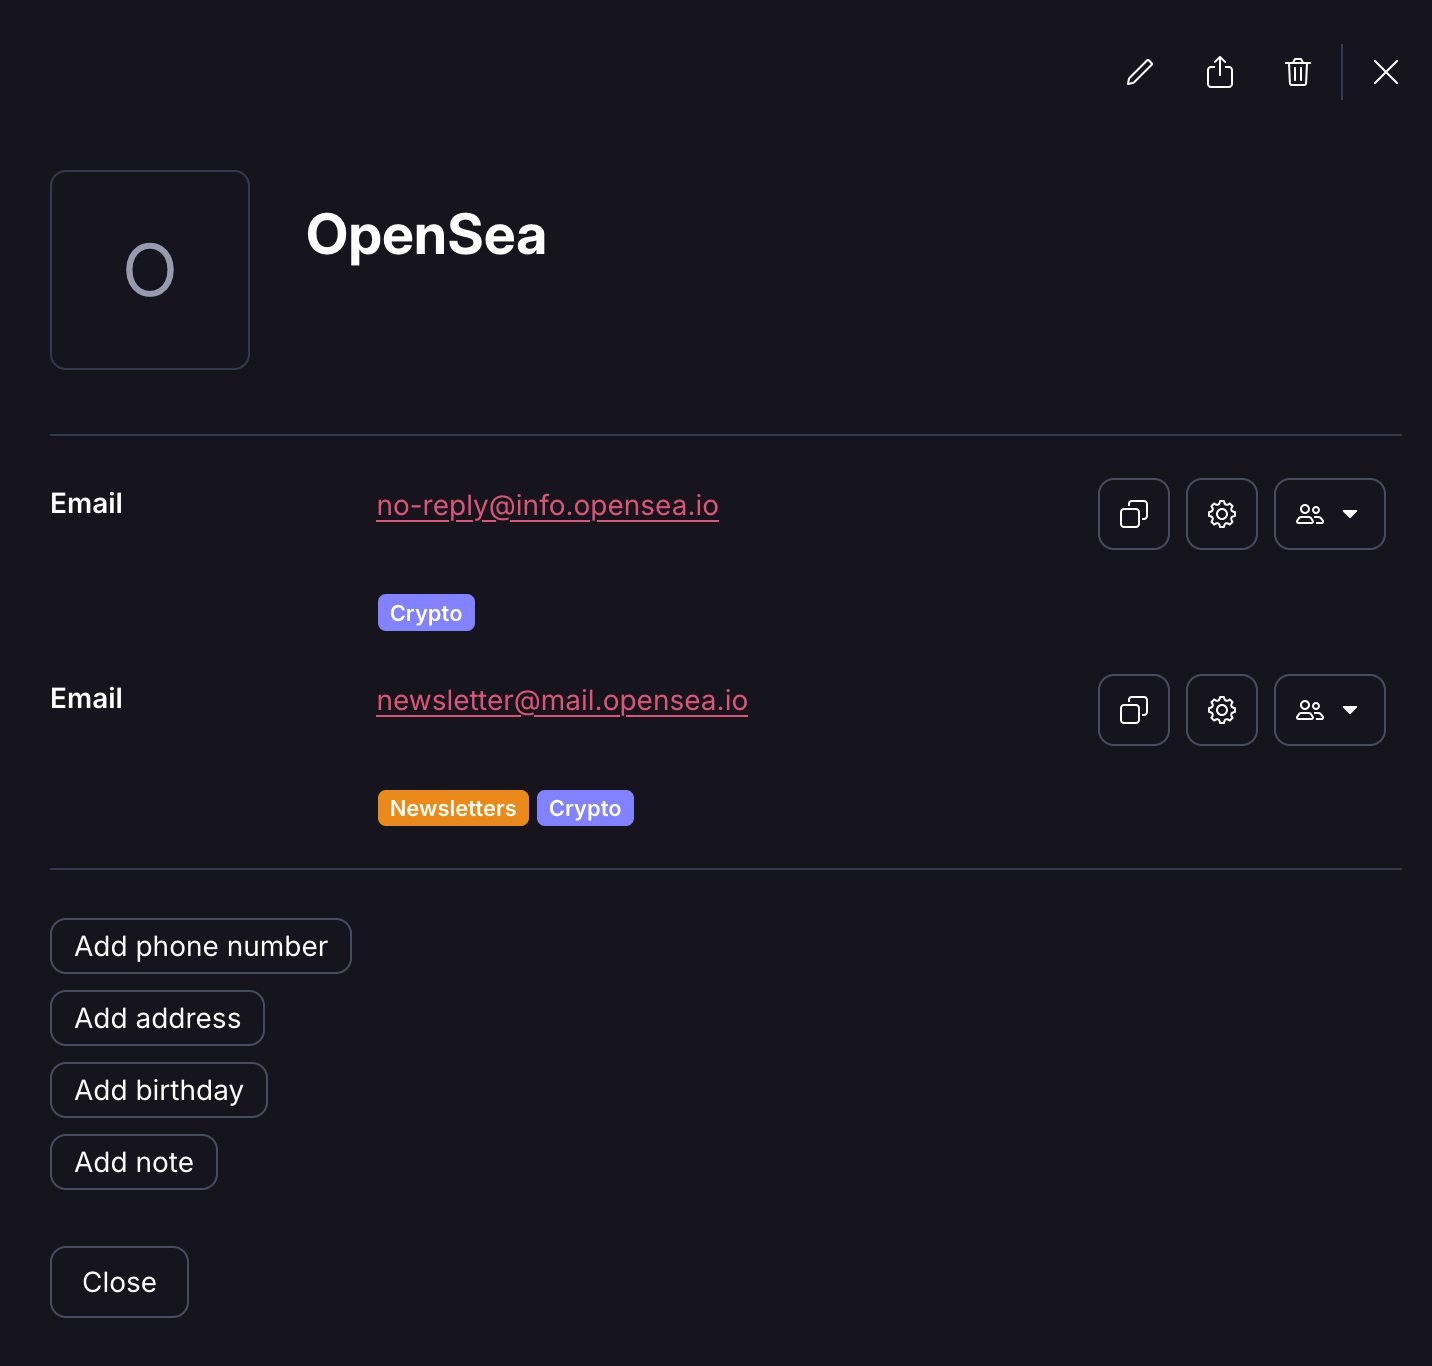 O
OpenSea
Email
no-reply@info.opensea.io
Crypto
Email
newsletter@mail.opensea.io
Newsletters Crypto
Add phone number
Add address
Add birthday
Add note
Close